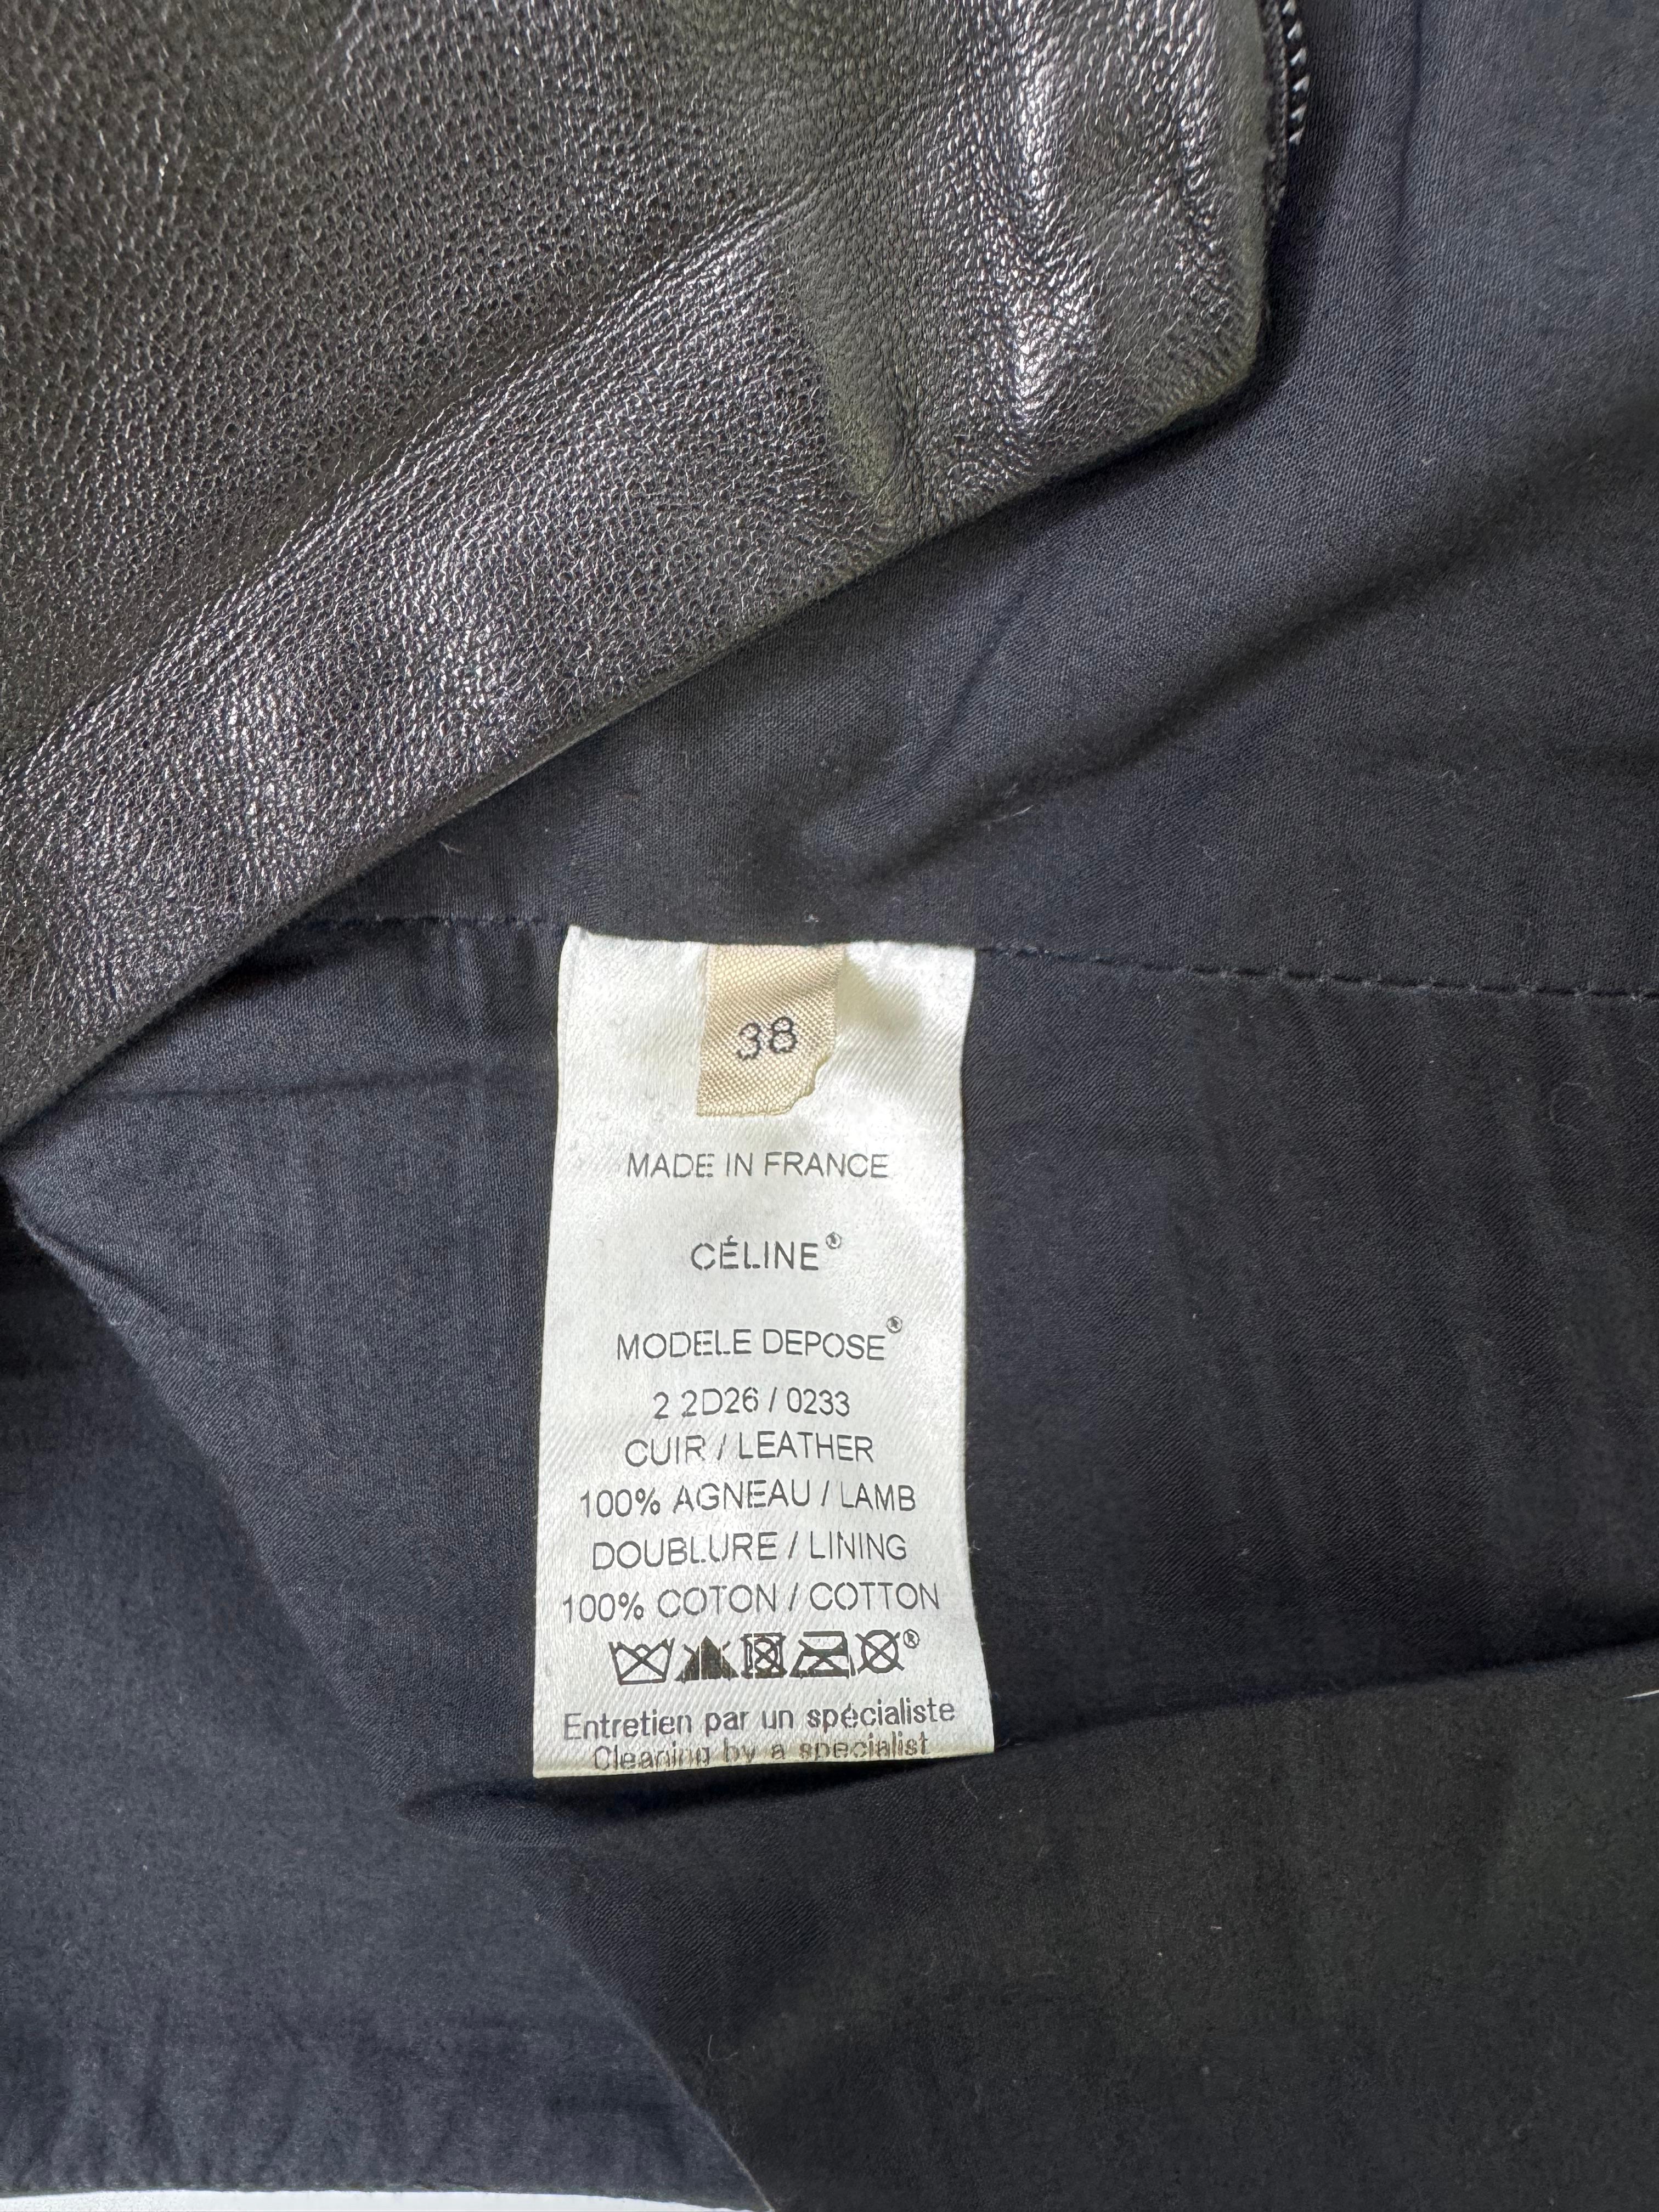 38
MADE IN FRANCE
CÉLINE®
MODELE DEPOSE®
2 2D26 / 0233
CUIR / LEATHER
100% AGNEAU / LAMB
DOUBLURE / LINING
100% COTON / COTTON
®
Entretien par un spécialiste
Cleaning by a specialist